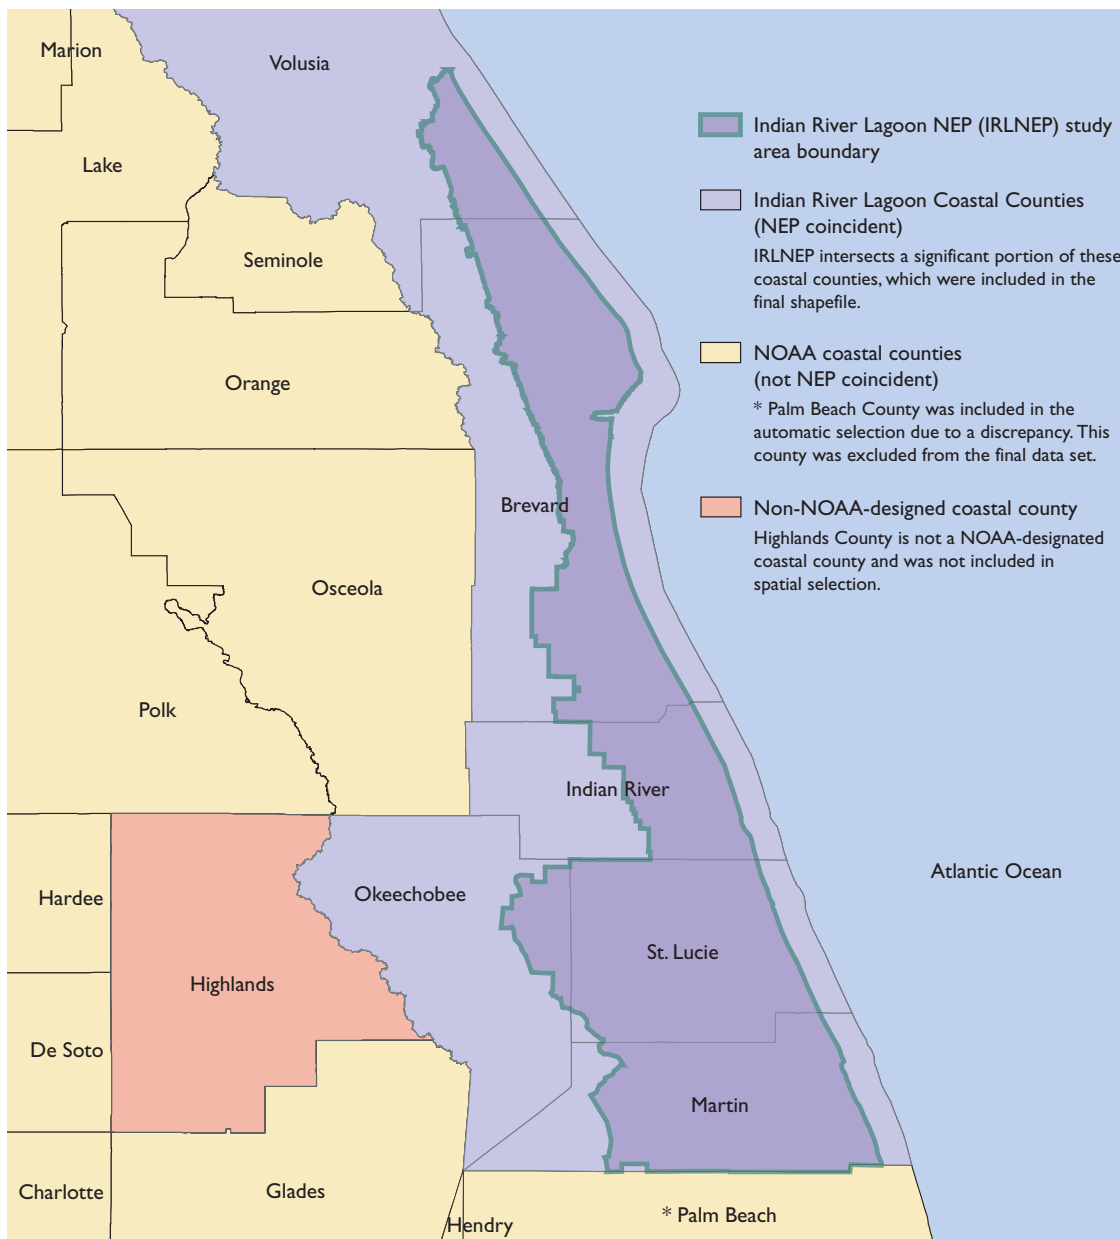 Marion
Volusia
Lake
Seminole
Orange
Brevard
Osceola
Polk
Indian River
Hardee
Okeechobee
Highlands
St. Lucie
De Soto
Martin
Charlotte
Glades
Hendry
* Palm Beach
Atlantic Ocean
Indian River Lagoon NEP (IRLNEP) study
area boundary
Indian River Lagoon Coastal Counties
(NEP coincident)
IRLNEP intersects a significant portion of these
coastal counties, which were included in the
final shapefile.
NOAA coastal counties
(not NEP coincident)
* Palm Beach County was included in the
automatic selection due to a discrepancy. This
county was excluded from the final data set.
Non-NOAA-designed coastal county
Highlands County is not a NOAA-designated
coastal county and was not included in
spatial selection.